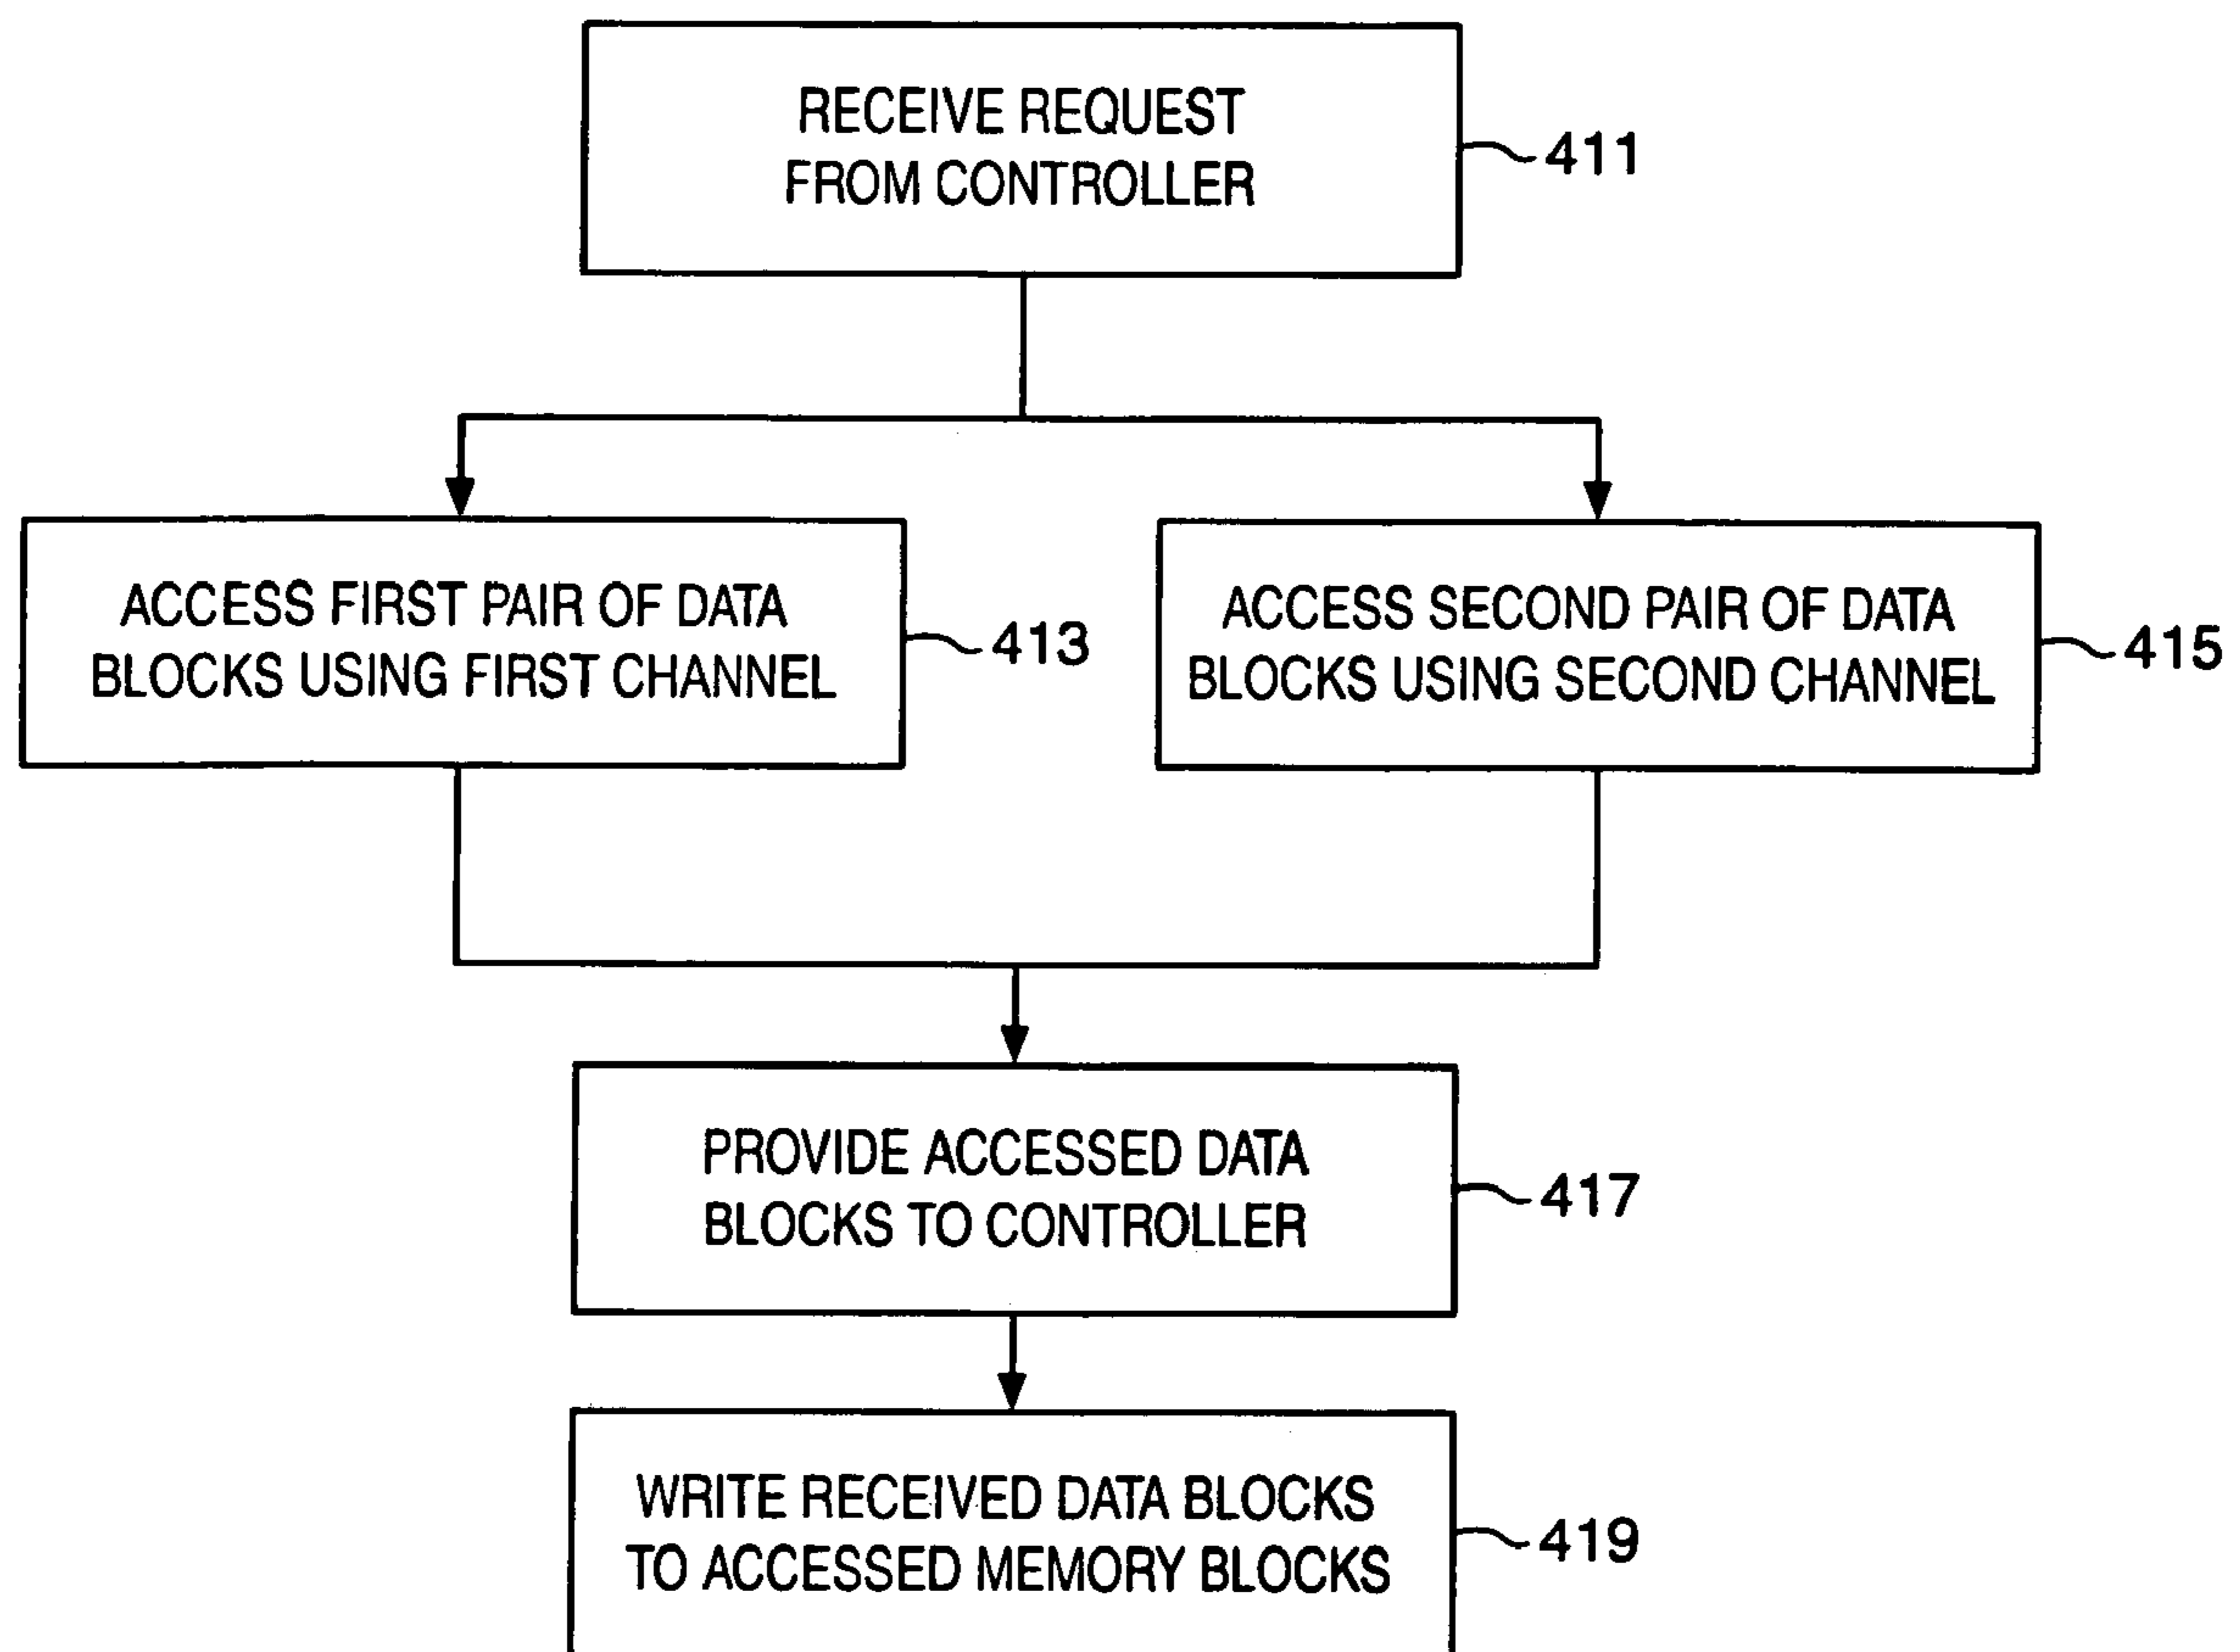 RECEIVE REQUEST
FROM CONTROLLER
411
ACCESS FIRST PAIR OF DATA
BLOCKS USING FIRST CHANNEL
413
ACCESS SECOND PAIR OF DATA
BLOCKS USING SECOND CHANNEL
415
PROVIDE ACCESSED DATA
BLOCKS TO CONTROLLER
417
WRITE RECEIVED DATA BLOCKS
TO ACCESSED MEMORY BLOCKS
419